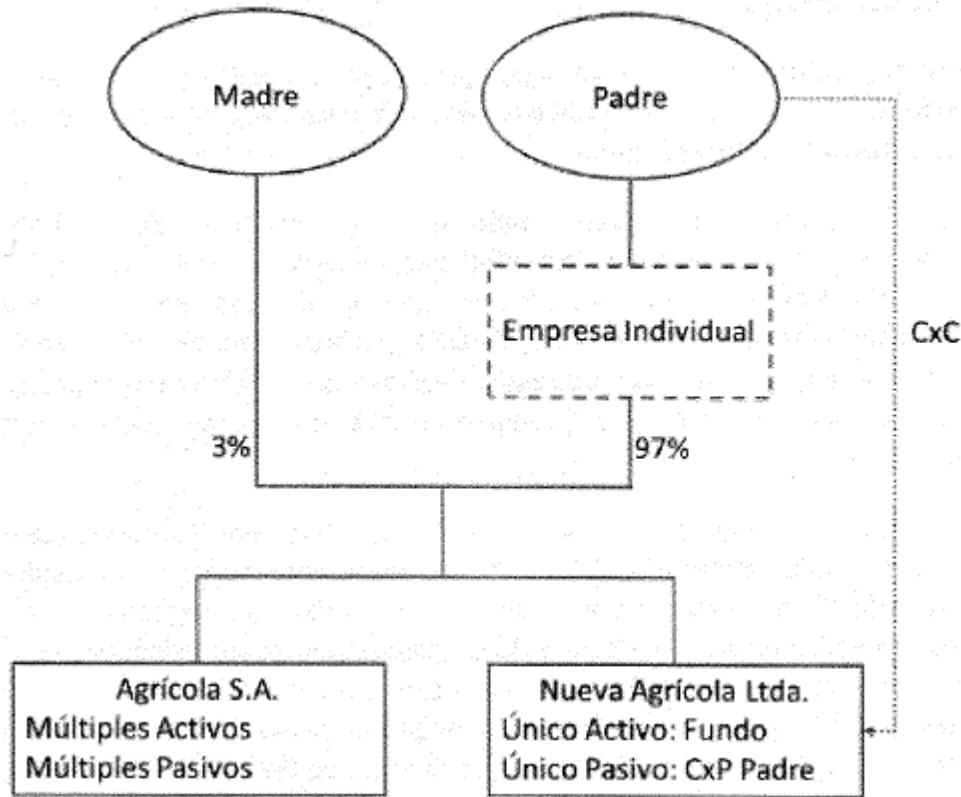 Madre
Padre
Empresa Individual
CxC
3%
97%
Agrícola S.A.
Múltiples Activos
Múltiples Pasivos
Nueva Agrícola Ltda.
Único Activo: Fundo
Único Pasivo: CxP Padre